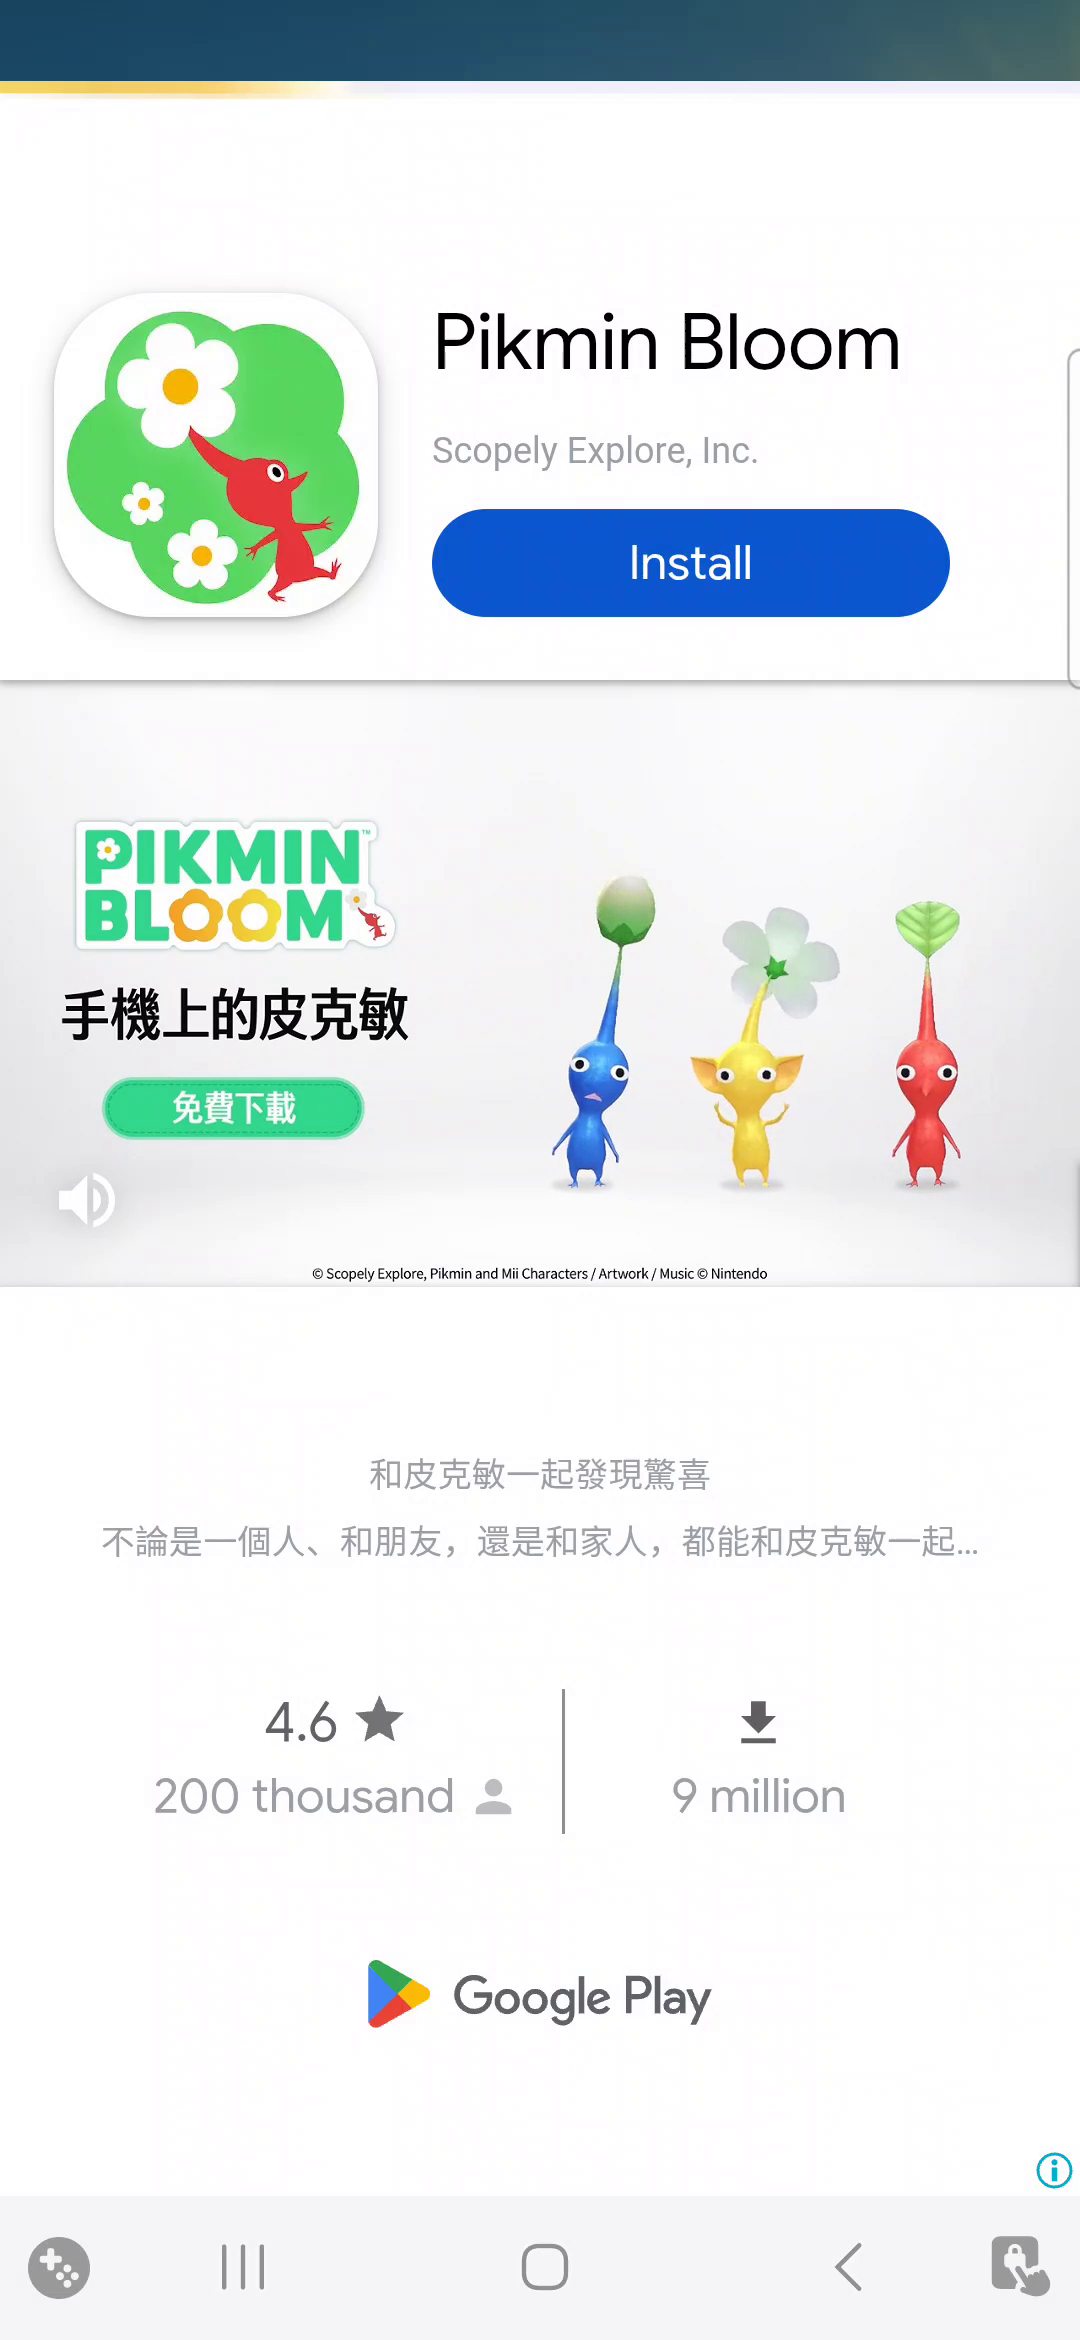 Pikmin Bloom
Scopely Explore, Inc.
Install
PIKMIN™
BLOOM
手機上的皮克敏
免費下載
© Scopely Explore, Pikmin and Mii Characters / Artwork / Music © Nintendo
和皮克敏一起發現驚喜
不論是一個人、和朋友，還是和家人，都能和皮克敏一起...
4.6
200 thousand
9 million
Google Play